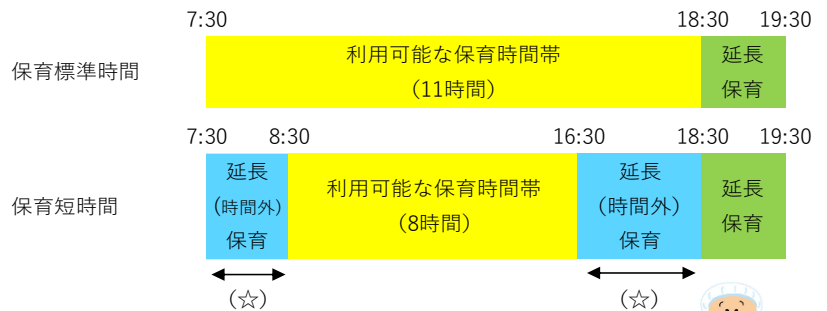 7:30 18:30 19:30
保育標準時間
利用可能な保育時間帯
(11時間)
延長
保育
7:30 8:30 16:30 18:30 19:30
保育短時間
延長
(時間外)
保育
利用可能な保育時間帯
(8時間)
延長
(時間外)
保育
延長
保育
(☆) (☆)